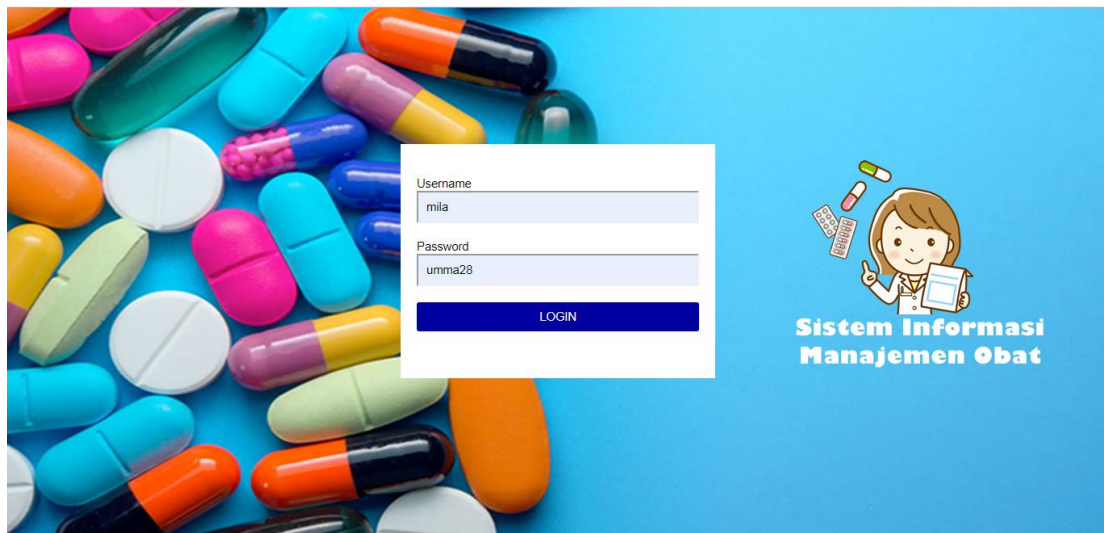 Username
mila
Password
umma28
LOGIN
Sistem Informasi
Manajemen Obat